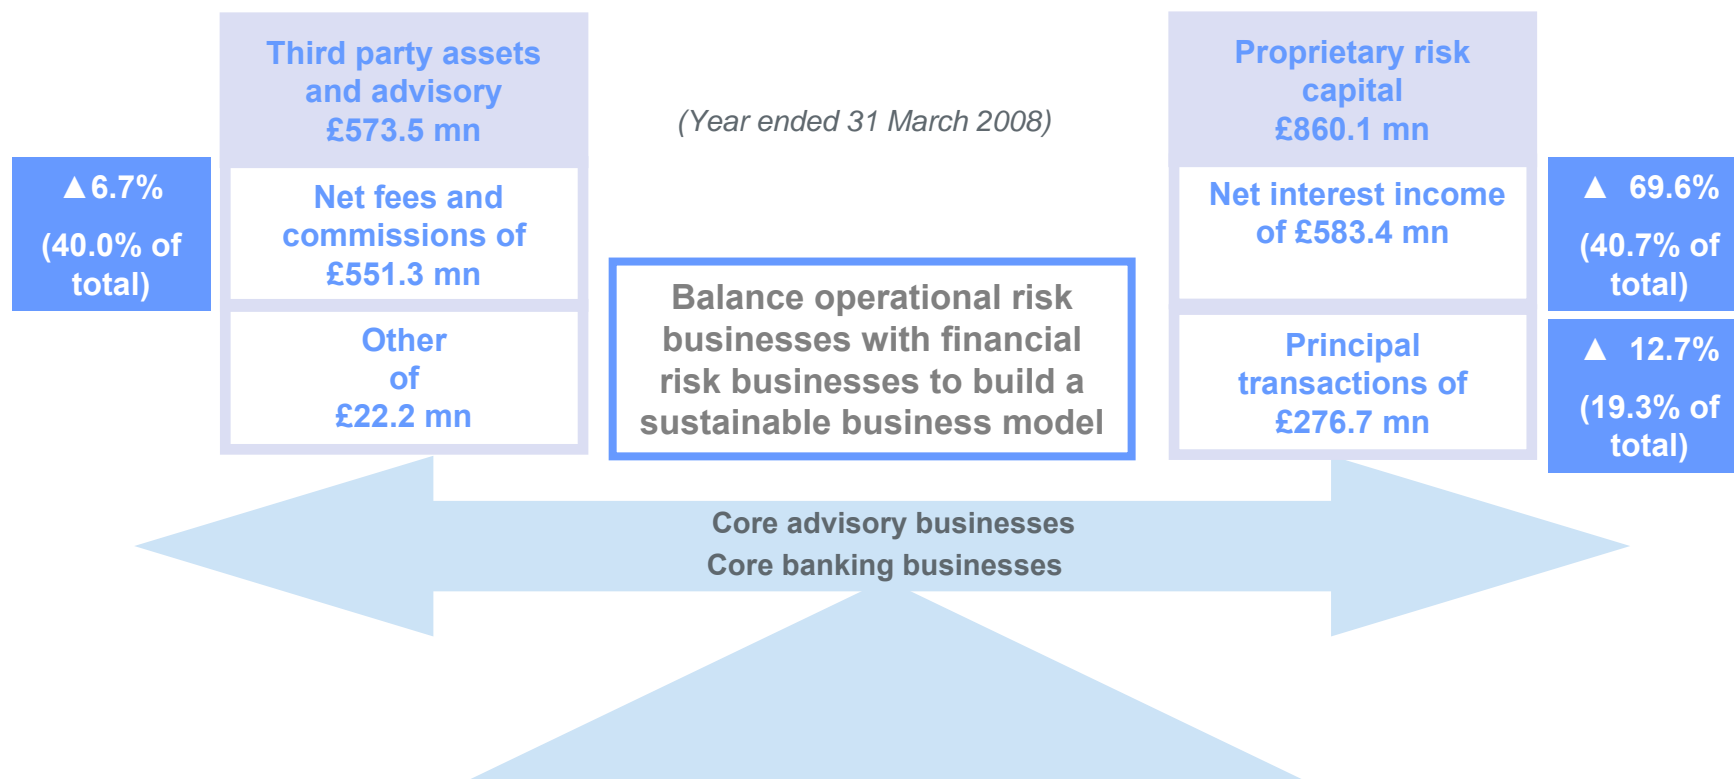 Third party assets
and advisory
£573.5 mn
(Year ended 31 March 2008)
Proprietary risk
capital
£860.1 mn
▲6.7%
(40.0% of
total)
Net fees and
commissions of
£551.3 mn
Other
of
£22.2 mn
Balance operational risk
businesses with financial
risk businesses to build a
sustainable business model
Net interest income
of £583.4 mn
▲ 69.6%
(40.7% of
total)
Principal
transactions of
£276.7 mn
▲ 12.7%
(19.3% of
total)
Core advisory businesses
Core banking businesses